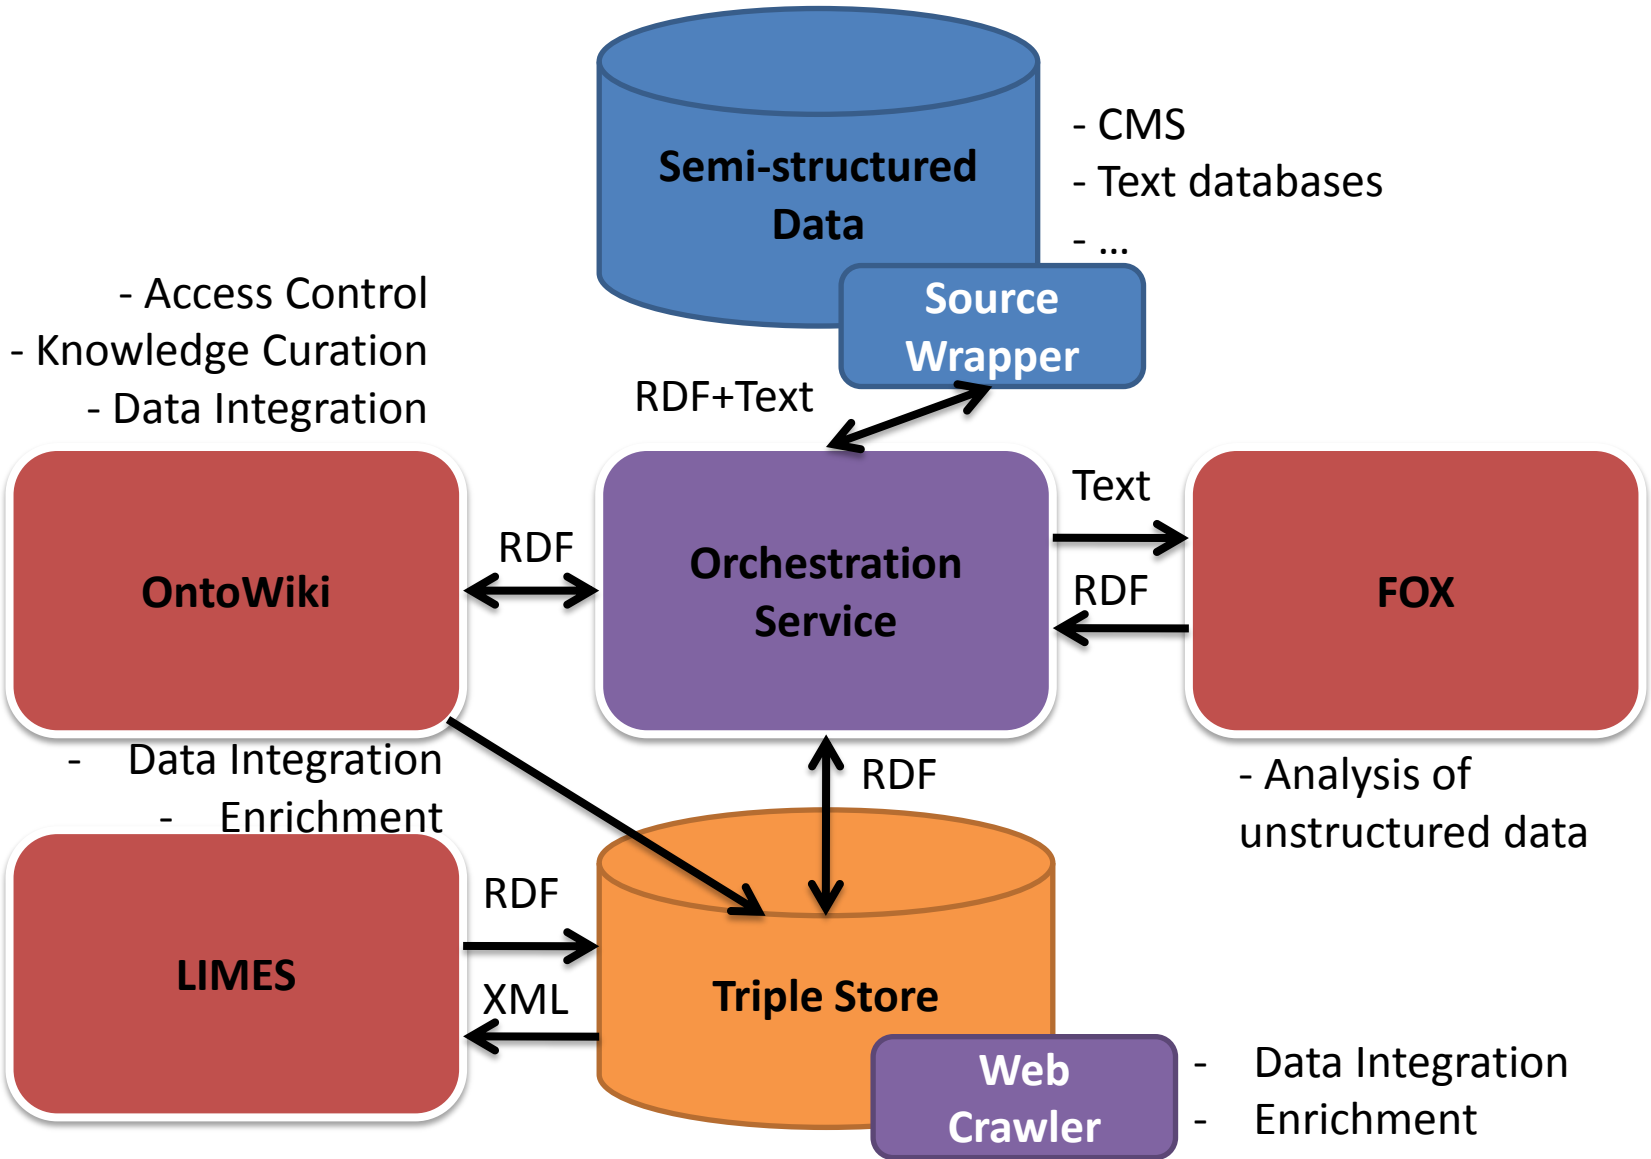 Semi-structured
Data
- CMS
- Text databases
- ...
Source
Wrapper
- Access Control
- Knowledge Curation
- Data Integration
RDF+Text
OntoWiki
RDF
Orchestration
Service
Text
RDF
FOX
- Data Integration
- Enrichment
RDF
- Analysis of
unstructured data
LIMES
RDF
XML
Triple Store
Web
Crawler
- Data Integration
- Enrichment